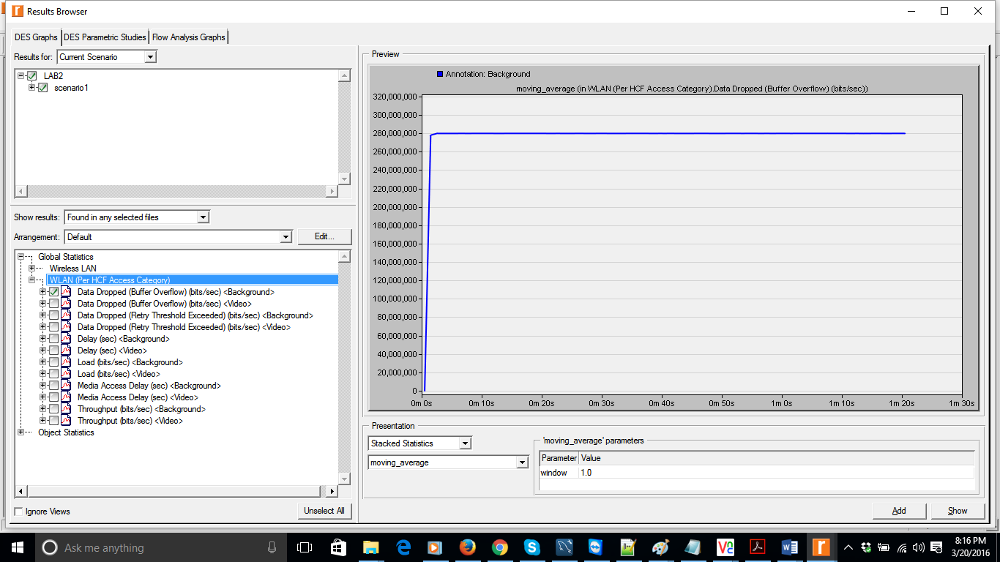 Results Browser
DES Graphs
DES Parametric Studies
Flow Analysis Graphs
Results for:
Current Scenario
LAB2
scenario1
Show results:
Found in any selected files
Arrangement:
Default
Edit...
Global Statistics
Wireless LAN
WLAN (Per HCF Access Category)
Data Dropped (Buffer Overflow) (bits/sec) <Background>
Data Dropped (Buffer Overflow) (bits/sec) <Video>
Data Dropped (Retry Threshold Exceeded) (bits/sec) <Background>
Data Dropped (Retry Threshold Exceeded) (bits/sec) <Video>
Delay (sec) <Background>
Delay (sec) <Video>
Load (bits/sec) <Background>
Load (bits/sec) <Video>
Media Access Delay (sec) <Background>
Media Access Delay (sec) <Video>
Throughput (bits/sec) <Background>
Throughput (bits/sec) <Video>
Object Statistics
Ignore Views
Unselect All
Preview
Annotation: Background
moving_average (in WLAN (Per HCF Access Category).Data Dropped (Buffer Overflow) (bits/sec))
320,000,000
300,000,000
280,000,000
260,000,000
240,000,000
220,000,000
200,000,000
180,000,000
160,000,000
140,000,000
120,000,000
100,000,000
80,000,000
60,000,000
40,000,000
20,000,000
0
0m 0s
0m 10s
0m 20s
0m 30s
0m 40s
0m 50s
1m 0s
1m 10s
1m 20s
1m 30s
Presentation
Stacked Statistics
moving_average
'moving_average' parameters
Parameter Value
window 1.0
Add
Show
Ask me anything
8:16 PM
3/20/2016